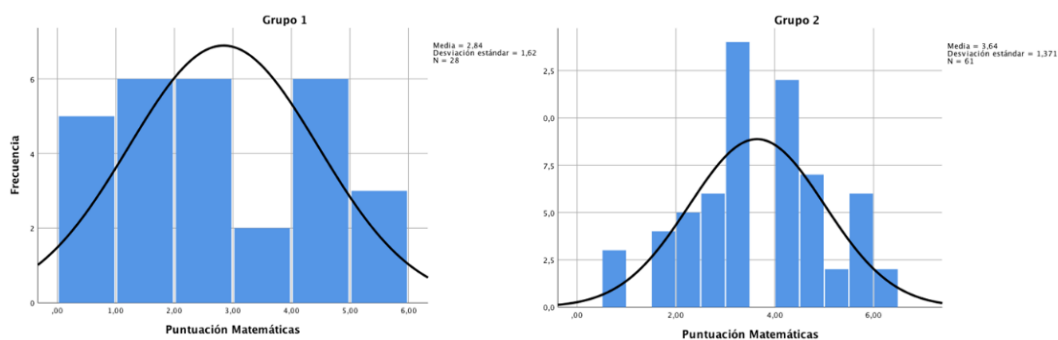 Grupo 1
Media = 2,84
Desviación estándar = 1,62
N = 28
Frecuencia
6
4
2
0
,00 1,00 2,00 3,00 4,00 5,00 6,00
Puntuación Matemáticas
Grupo 2
Media = 3,64
Desviación estándar = 1,371
N = 61
2,5
0,0
7,5
5,0
2,5
0,0
,00 2,00 4,00 6,00
Puntuación Matemáticas